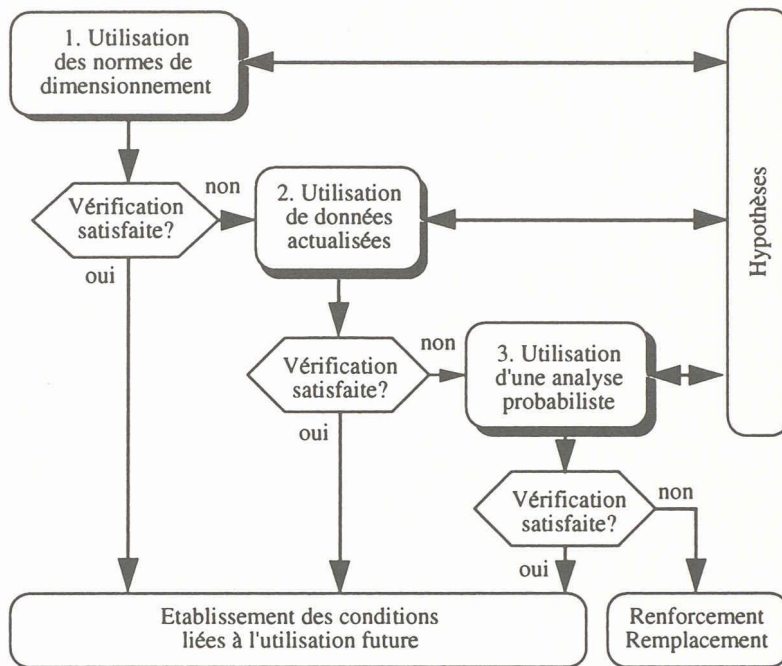 1. Utilisation
des normes de
dimensionnement
Hypothèses
Vérification
satisfaite?
non
oui
2. Utilisation
de données
actualisées
Vérification
satisfaite?
non
oui
3. Utilisation
d'une analyse
probabiliste
Vérification
satisfaite?
non
oui
Etablissement des conditions
liées à l'utilisation future
Renforcement
Remplacement